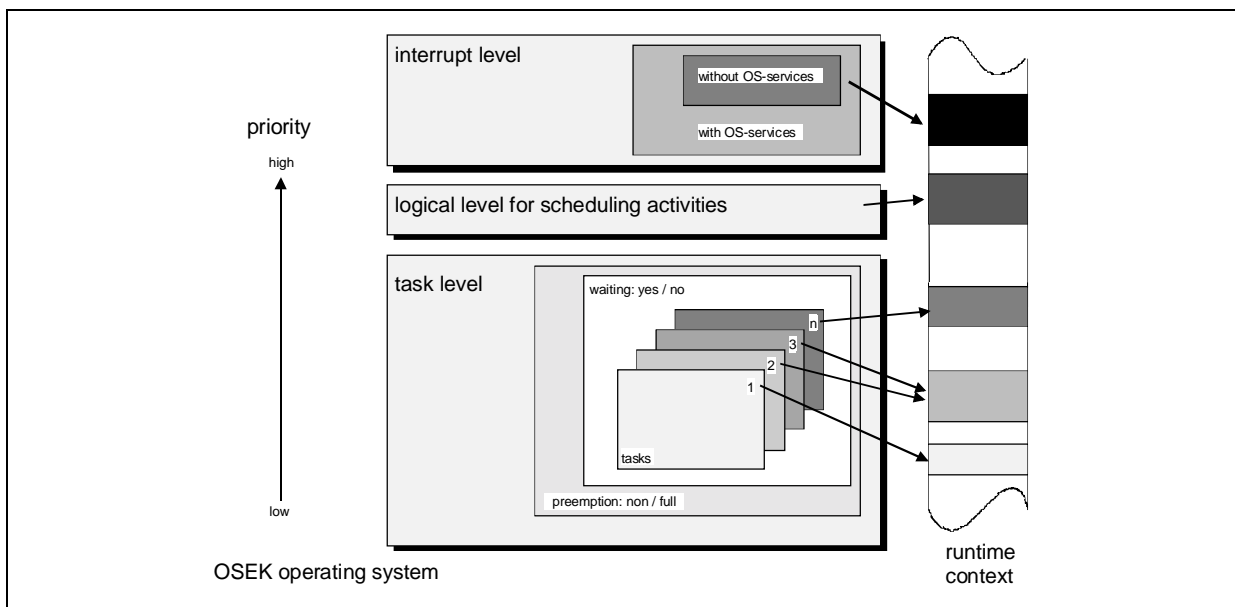 interrupt level
without OS-services
with OS-services
priority
high
logical level for scheduling activities
task level
waiting: yes / no
n
3
2
1
tasks
preemption: non / full
low
OSEK operating system
runtime
context